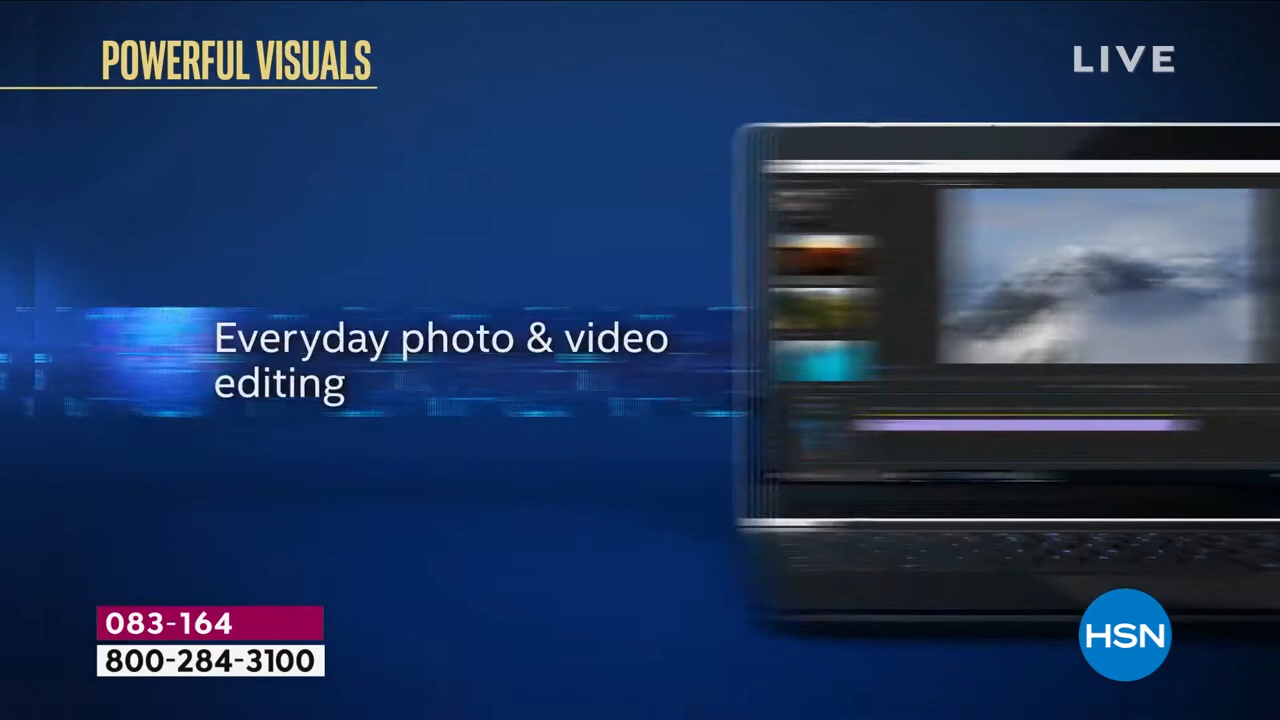 POWERFUL VISUALS
LIVE
Everyday photo & video
editing
083-164
800-284-3100
HSN